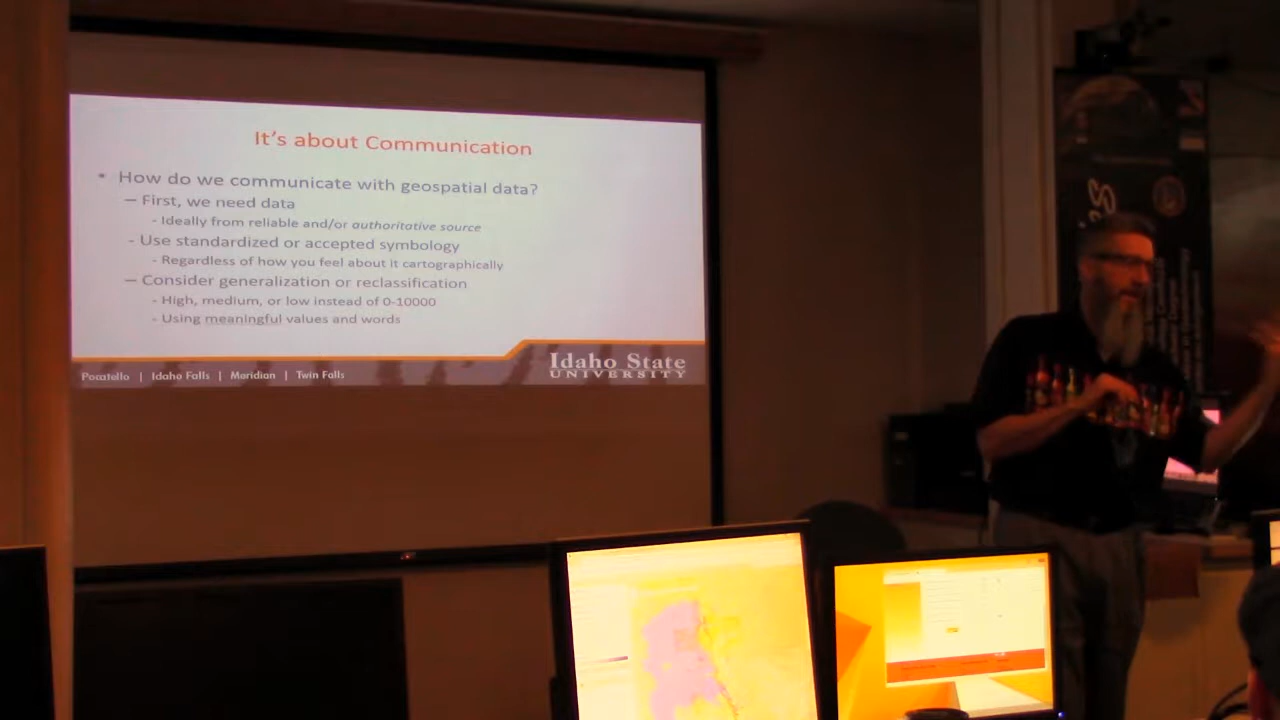 It's about Communication
• How do we communicate with geospatial data?
– First, we need data
- Ideally from reliable and/or authoritative source
- Use standardized or accepted symbology
- Regardless of how you feel about it cartographically
– Consider generalization or reclassification
- High, medium, or low instead of 0-10000
- Using meaningful values and words
Idaho State
UNIVERSITY
Pocatello | Idaho Falls | Meridian | Twin Falls